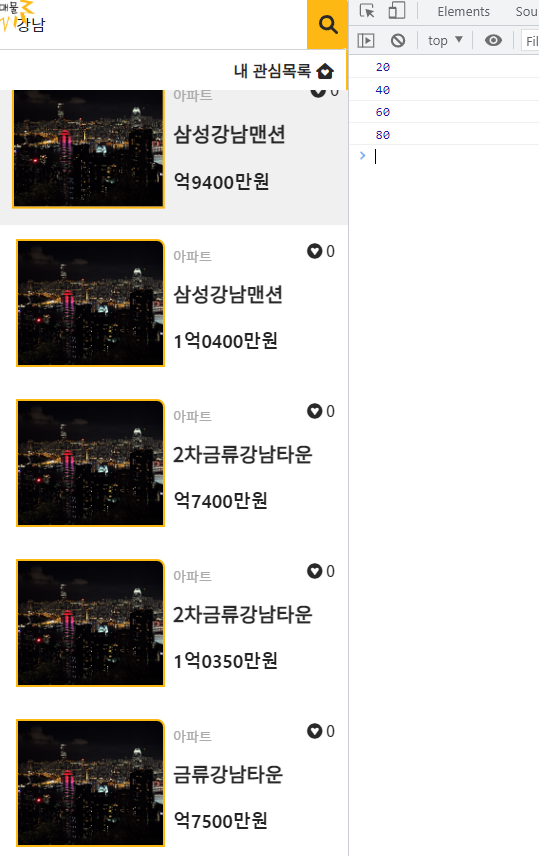 매물
강남
내 관심목록
아파트 0
삼성강남맨션
억9400만원
아파트 0
삼성강남맨션
1억0400만원
아파트 0
2차금류강남타운
억7400만원
아파트 0
2차금류강남타운
1억0350만원
아파트 0
금류강남타운
억7500만원
Elements Sou
top Fil
20
40
60
80
>